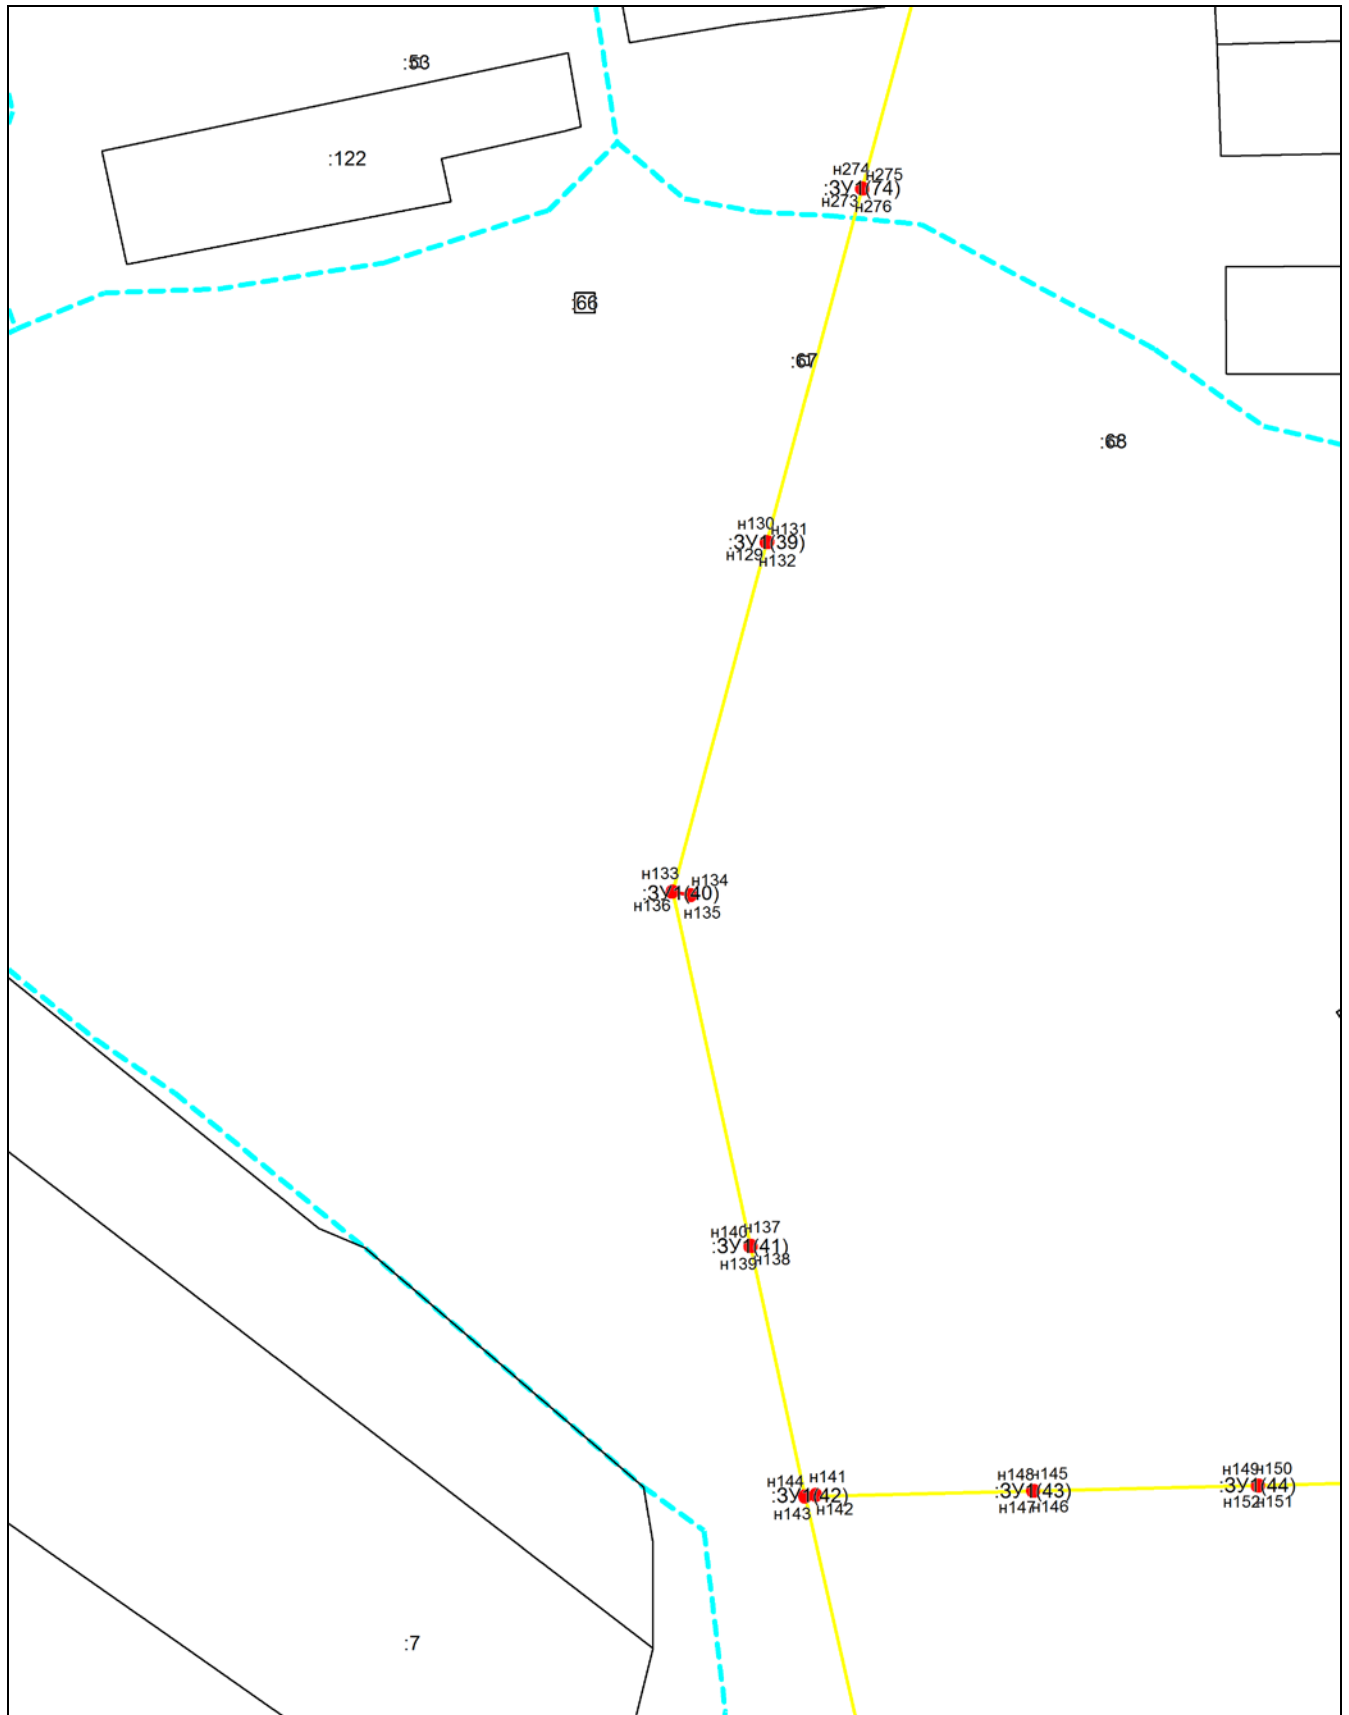 :53
:122
н274
н275
:ЗУ1(74)
н273
н276
:66
:67
:68
н130
н131
:ЗУ1(39)
н129
н132
н133
н134
:ЗУ1(40)
н136
н135
н140
н137
:ЗУ1(41)
н139
н138
н144
н141
:ЗУ1(42)
н143
н142
н148
н145
:ЗУ1(43)
н147
н146
н149
н150
:ЗУ1(44)
н152
н151
:7